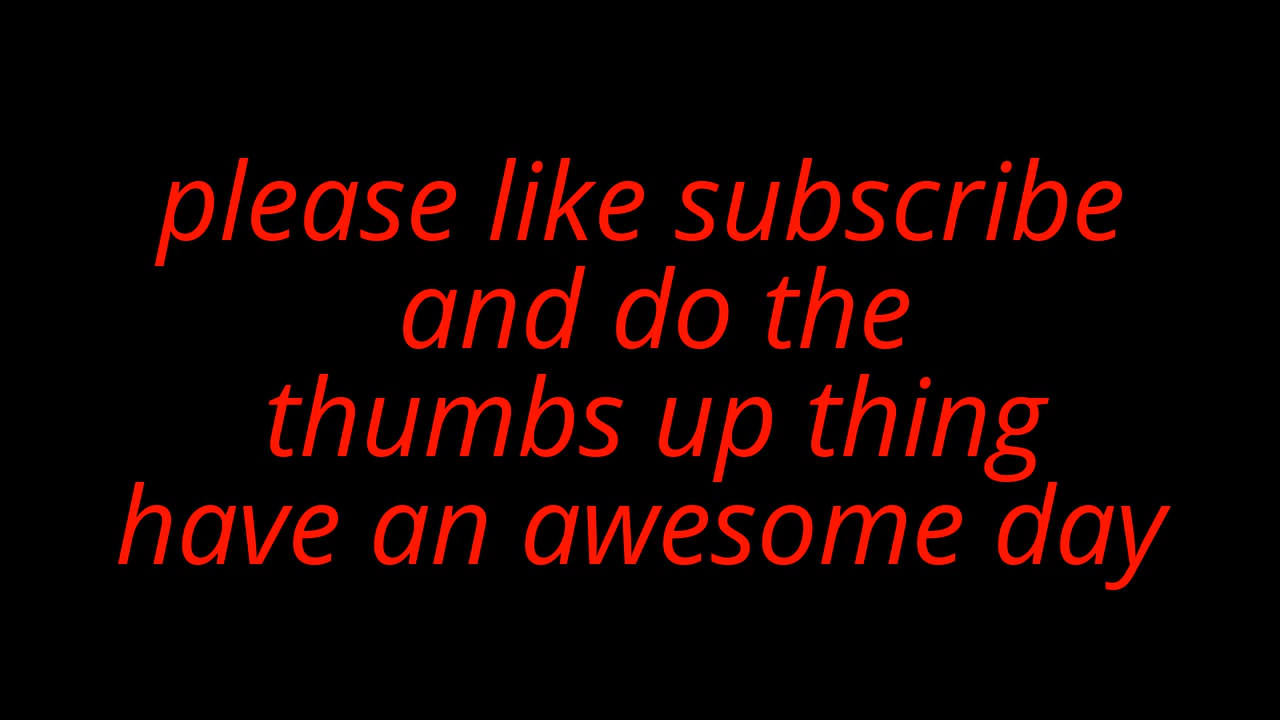 please like subscribe
and do the
thumbs up thing
have an awesome day